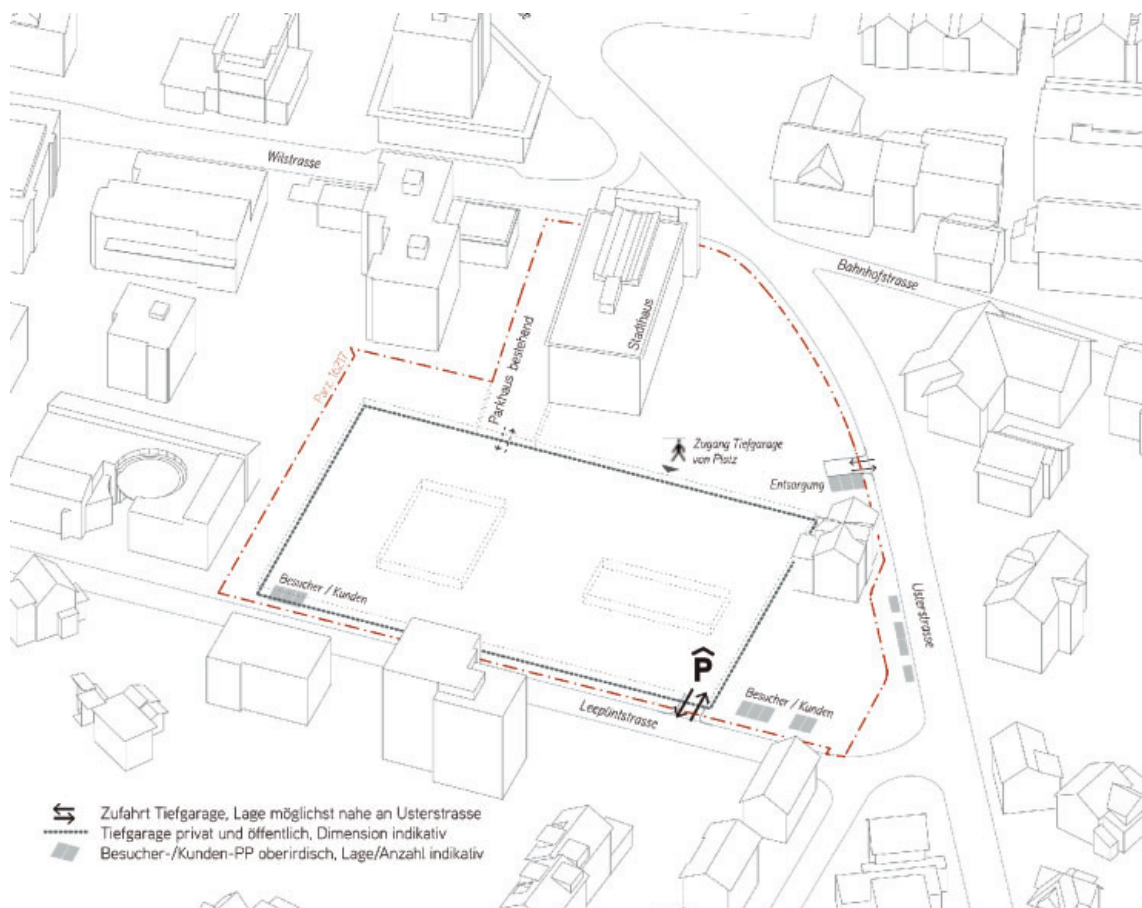 Wilstrasse
Bahnhofstrasse
Stadthaus
Parkhaus bestehend
Parz. 16217
Zugang Tiefgarage
von Platz
Entsorgung
Besucher / Kunden
Usterstrasse
P
Besucher / Kunden
Leepüntstrasse
Zufahrt Tiefgarage, Lage möglichst nahe an Usterstrasse
Tiefgarage privat und öffentlich, Dimension indikativ
Besucher-/Kunden-PP oberirdisch, Lage/Anzahl indikativ